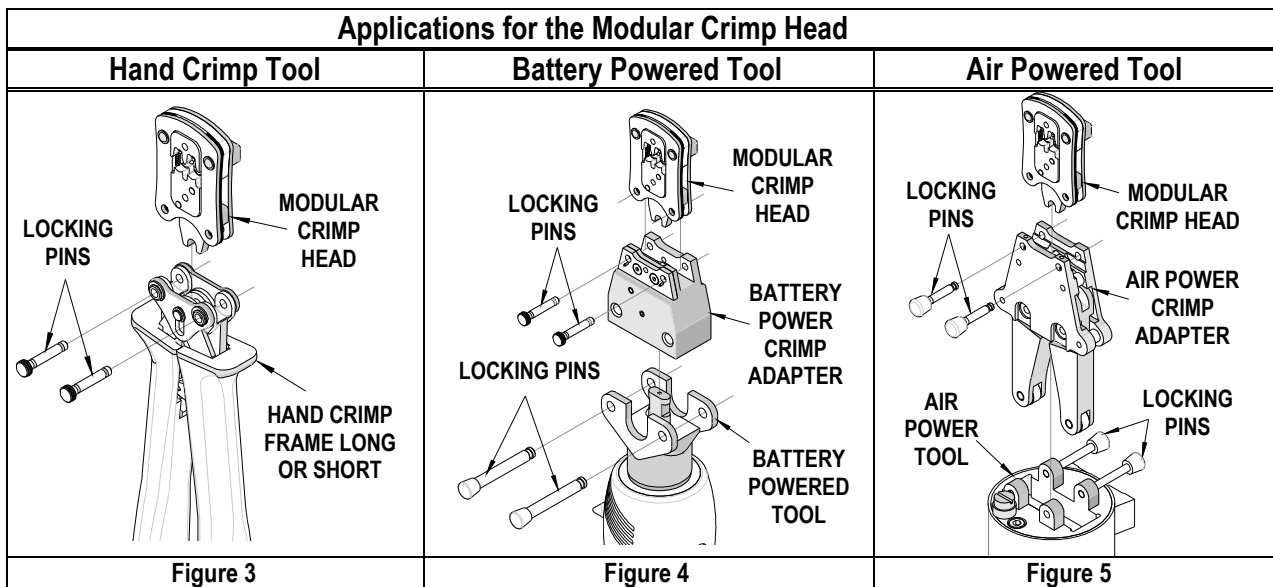 Applications for the Modular Crimp Head
Hand Crimp Tool
Battery Powered Tool
Air Powered Tool
MODULAR
CRIMP
HEAD
LOCKING
PINS
HAND CRIMP
FRAME LONG
OR SHORT
MODULAR
CRIMP
HEAD
LOCKING
PINS
BATTERY
POWER
CRIMP
ADAPTER
LOCKING PINS
BATTERY
POWERED
TOOL
LOCKING
PINS
MODULAR
CRIMP HEAD
AIR POWER
CRIMP
ADAPTER
AIR
POWER
TOOL
LOCKING
PINS
Figure 3
Figure 4
Figure 5